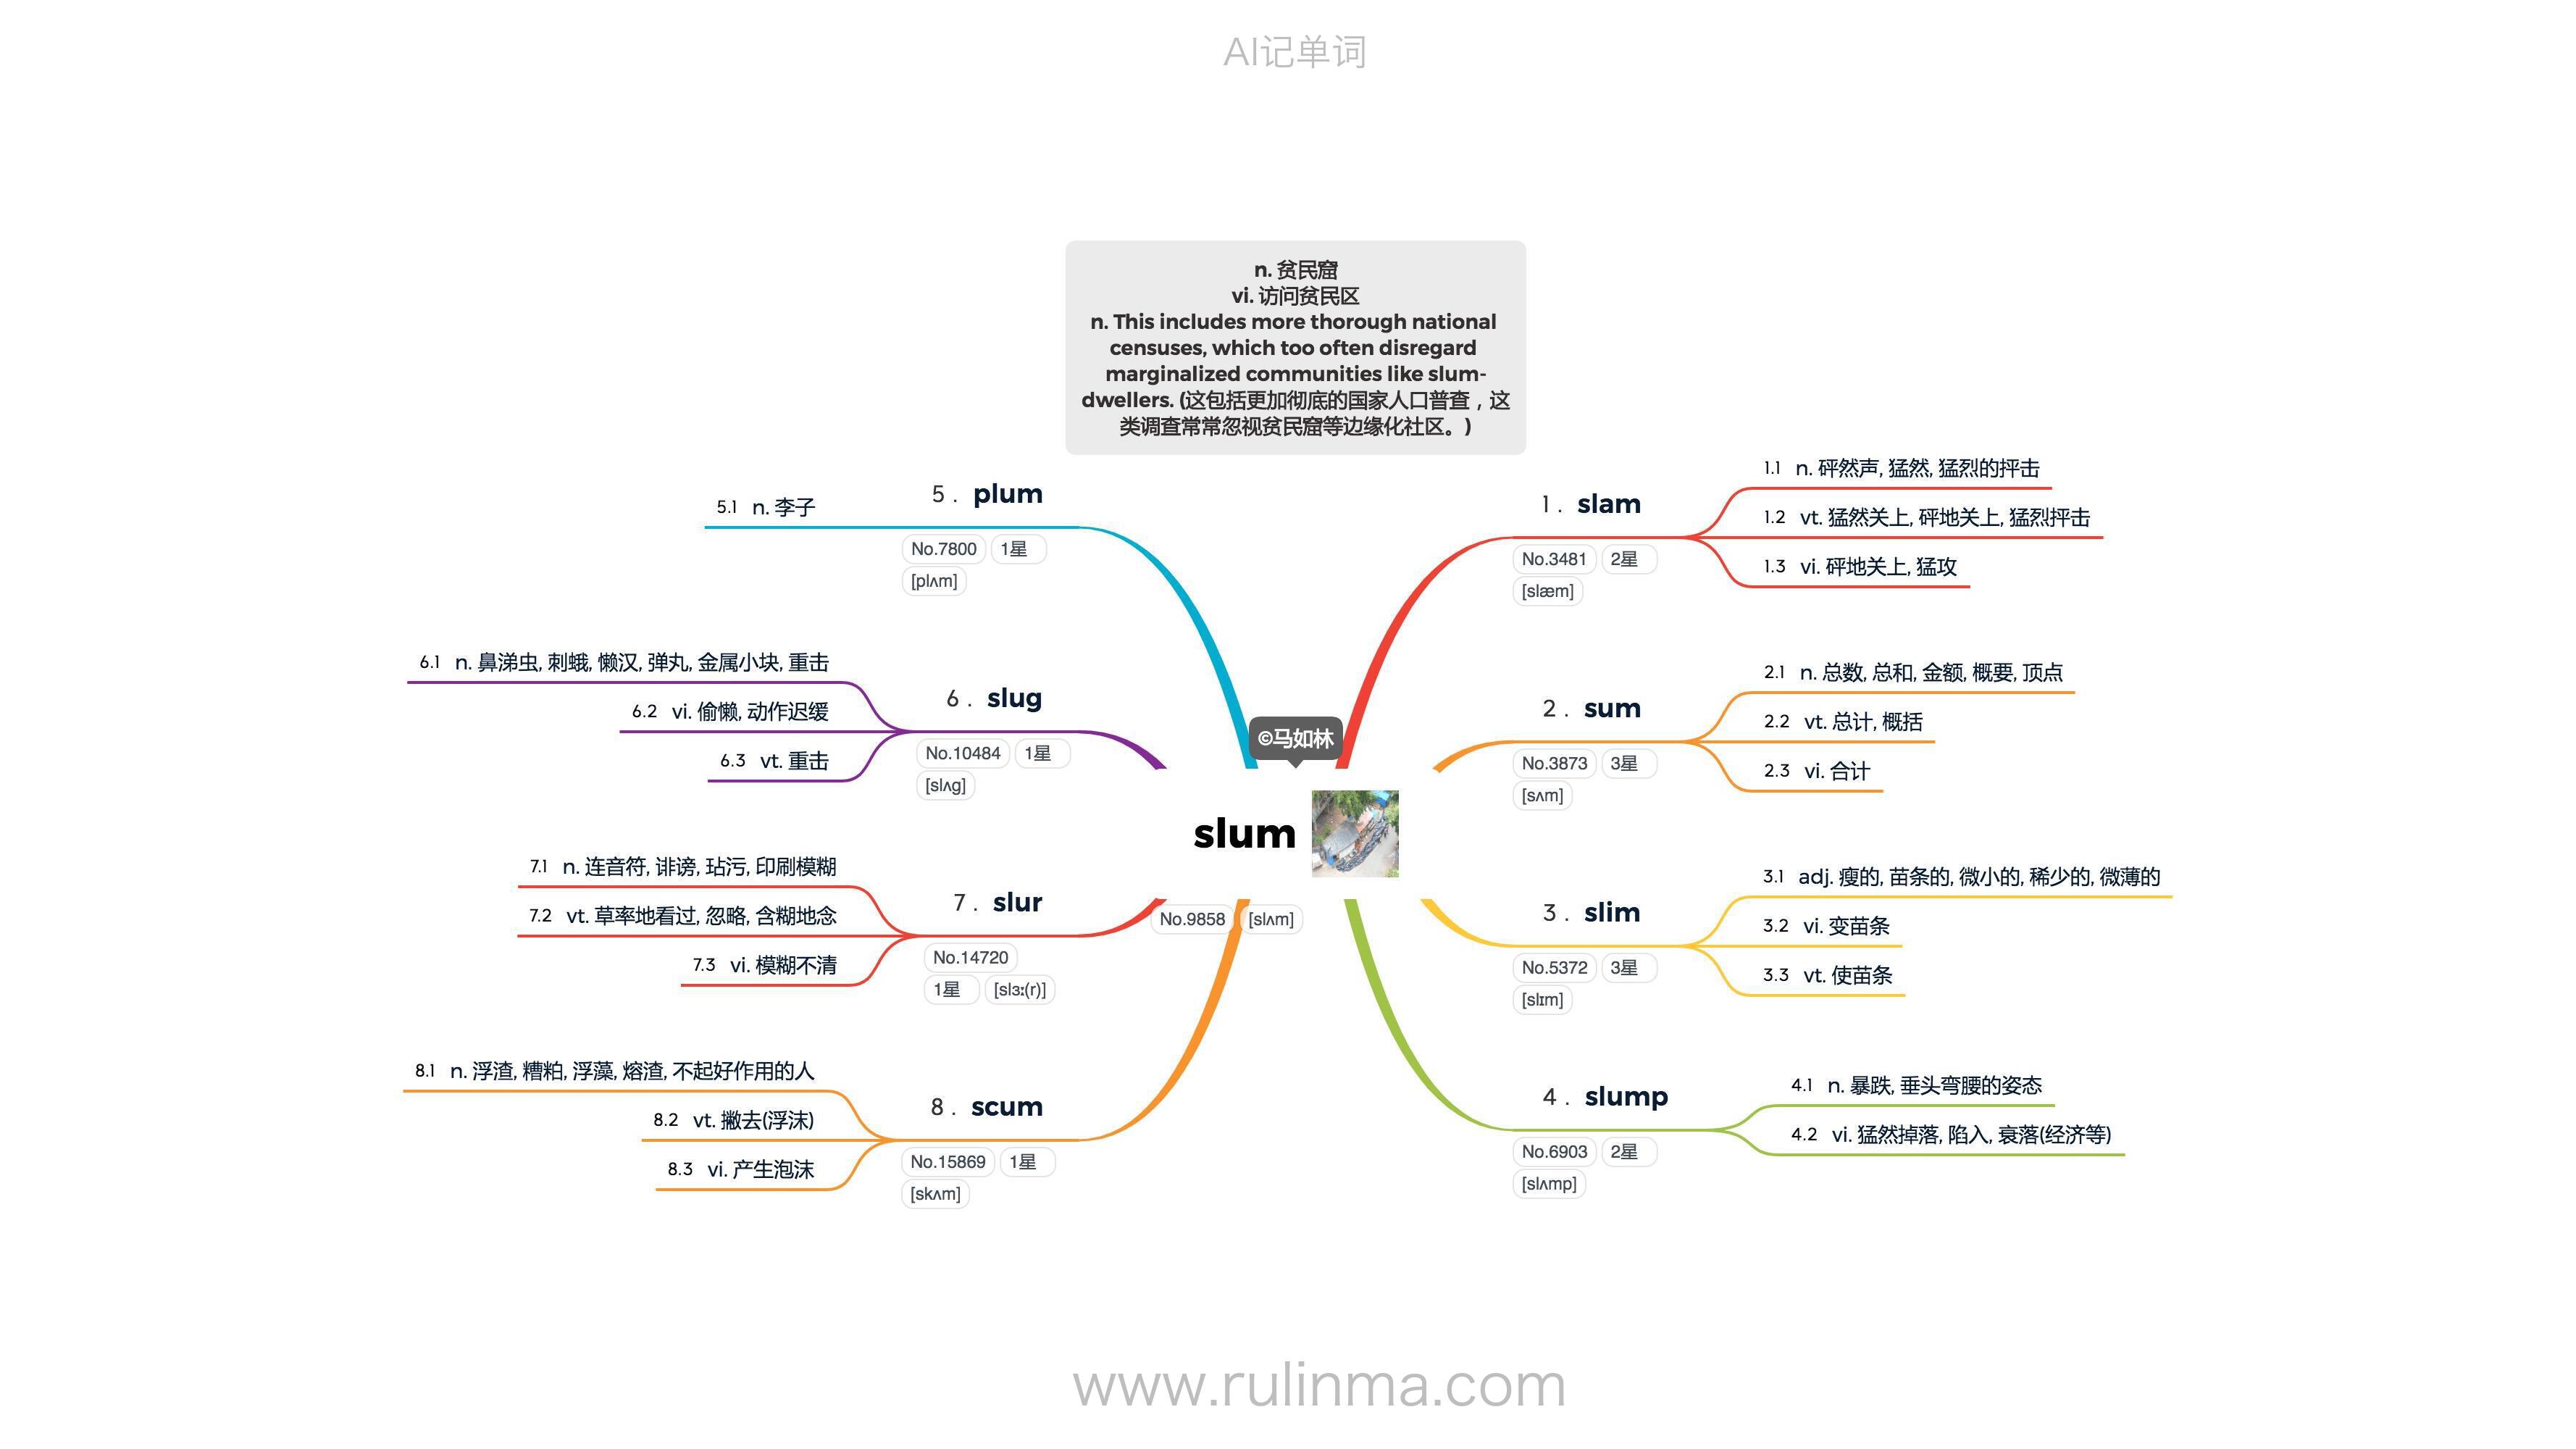 AI记单词
n. 贫民窟
vi. 访问贫民区
n. This includes more thorough national
censuses, which too often disregard
marginalized communities like slum-
dwellers. (这包括更加彻底的国家人口普查，这
类调查常常忽视贫民窟等边缘化社区。)
©马如林
slum
No.9858 [slʌm]
1. slam
No.3481 2星
[slæm]
1.1 n. 砰然声, 猛然, 猛烈的抨击
1.2 vt. 猛然关上, 砰地关上, 猛烈抨击
1.3 vi. 砰地关上, 猛攻
2. sum
No.3873 3星
[sʌm]
2.1 n. 总数, 总和, 金额, 概要, 顶点
2.2 vt. 总计, 概括
2.3 vi. 合计
3. slim
No.5372 3星
[slɪm]
3.1 adj. 瘦的, 苗条的, 微小的, 稀少的, 微薄的
3.2 vi. 变苗条
3.3 vt. 使苗条
4. slump
No.6903 2星
[slʌmp]
4.1 n. 暴跌, 垂头弯腰的姿态
4.2 vi. 猛然掉落, 陷入, 衰落(经济等)
5. plum
No.7800 1星
[plʌm]
5.1 n. 李子
6. slug
No.10484 1星
[slʌg]
6.1 n. 鼻涕虫, 刺蛾, 懒汉, 弹丸, 金属小块, 重击
6.2 vi. 偷懒, 动作迟缓
6.3 vt. 重击
7. slur
No.14720
1星 [slɜː(r)]
7.1 n. 连音符, 诽谤, 玷污, 印刷模糊
7.2 vt. 草率地看过, 忽略, 含糊地念
7.3 vi. 模糊不清
8. scum
No.15869 1星
[skʌm]
8.1 n. 浮渣, 糟粕, 浮藻, 熔渣, 不起好作用的人
8.2 vt. 撇去(浮沫)
8.3 vi. 产生泡沫
www.rulinma.com